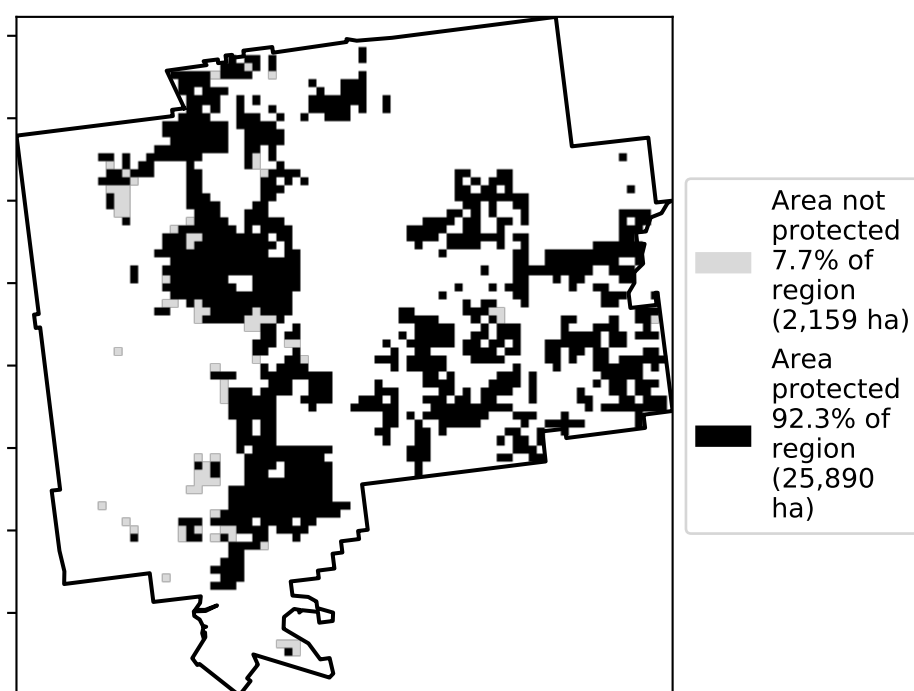 Area not
protected
7.7% of
region
(2,159 ha)
Area
protected
92.3% of
region
(25,890
ha)